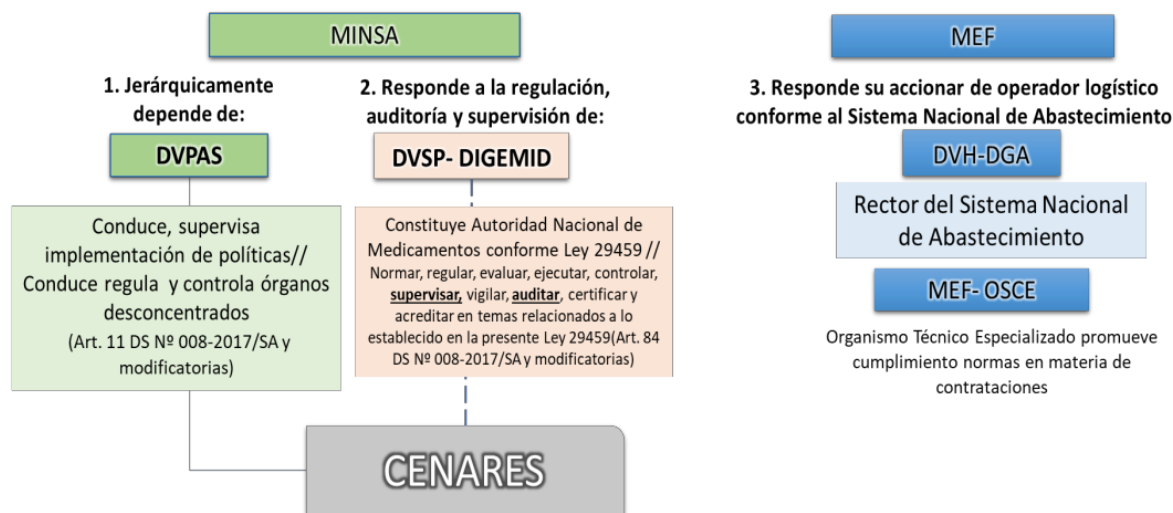 MINSA
1. Jerárquicamente
depende de:
DVPAS
Conduce, supervisa
implementación de políticas//
Conduce regula y controla órganos
desconcentrados
(Art. 11 DS Nº 008-2017/SA y
modificatorias)
2. Responde a la regulación,
auditoría y supervisión de:
DVSP- DIGEMID
Constituye Autoridad Nacional de
Medicamentos conforme Ley 29459 //
Normar, regular, evaluar, ejecutar, controlar,
supervisar, vigilar, auditar, certificar y
acreditar en temas relacionados a lo
establecido en la presente Ley 29459(Art. 84
DS Nº 008-2017/SA y modificatorias)
CENARES
MEF
3. Responde su accionar de operador logístico
conforme al Sistema Nacional de Abastecimiento
DVH-DGA
Rector del Sistema Nacional
de Abastecimiento
MEF- OSCE
Organismo Técnico Especializado promueve
cumplimiento normas en materia de
contrataciones